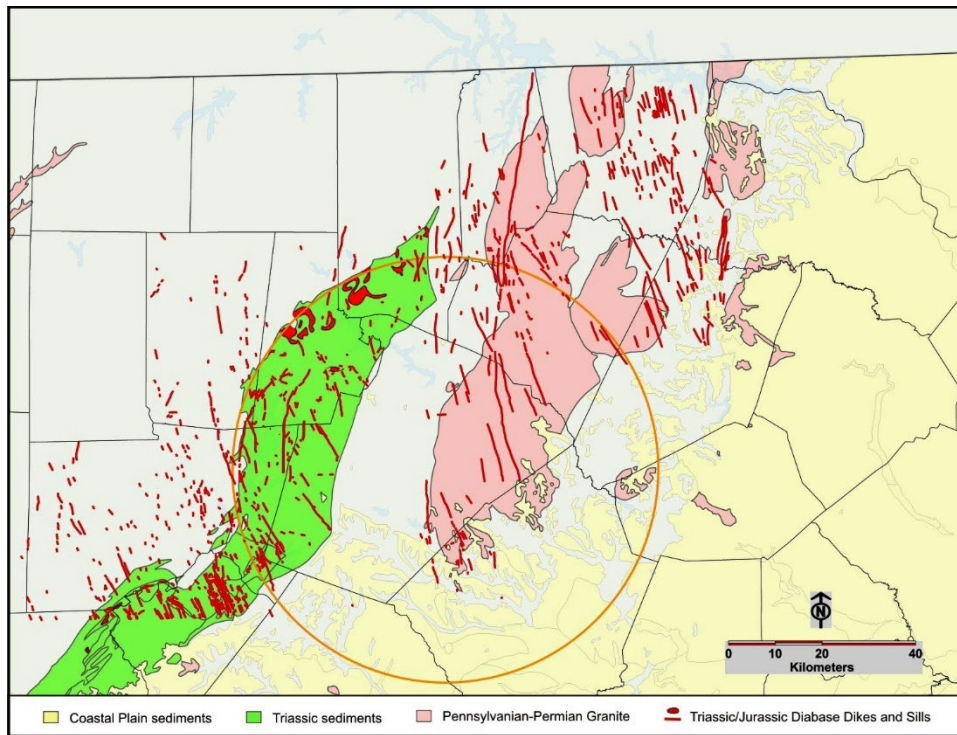 N
0 10 20 40
Kilometers
Coastal Plain sediments Triassic sediments Pennsylvanian-Permian Granite Triassic/Jurassic Diabase Dikes and Sills